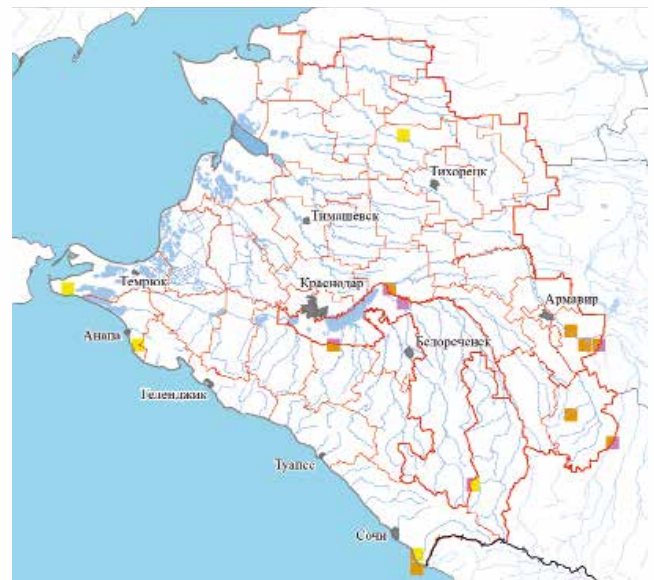 Тихорецк
Тимашевск
Темрюк
Краснодар
Армавир
Анапа
Белореченск
Геленджик
Туапсе
Сочи